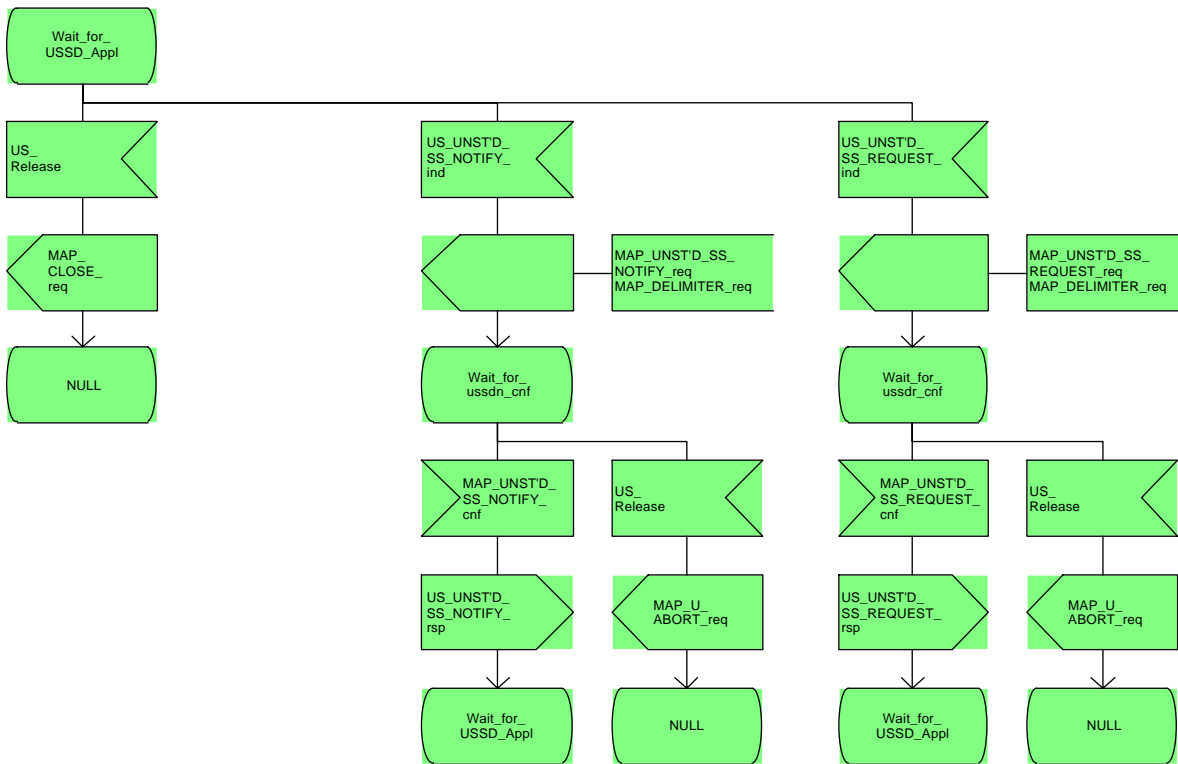 Wait_for_
USSD_Appl
US_
Release
US_UNST'D_
SS_NOTIFY_
ind
US_UNST'D_
SS_REQUEST_
ind
MAP_
CLOSE_
req
MAP_UNST'D_SS_
NOTIFY_req
MAP_DELIMITER_req
MAP_UNST'D_SS_
REQUEST_req
MAP_DELIMITER_req
NULL
Wait_for_
ussdn_cnf
Wait_for_
ussdr_cnf
MAP_UNST'D_
SS_NOTIFY_
cnf
US_
Release
MAP_UNST'D_
SS_REQUEST_
cnf
US_
Release
US_UNST'D_
SS_NOTIFY_
rsp
MAP_U_
ABORT_req
US_UNST'D_
SS_REQUEST_
rsp
MAP_U_
ABORT_req
Wait_for_
USSD_Appl
NULL
Wait_for_
USSD_Appl
NULL